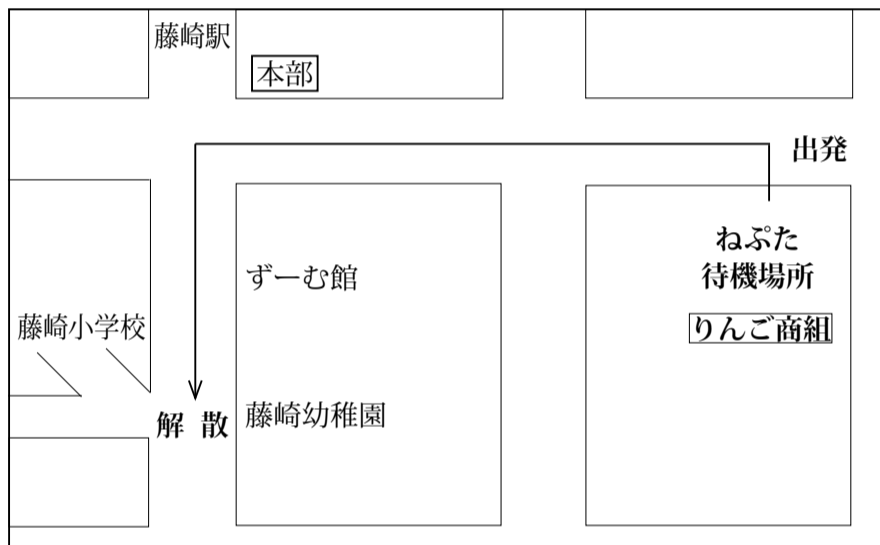 藤崎駅
本部
出発
ねぷた
待機場所
りんご商組
ずーむ館
藤崎小学校
藤崎幼稚園
解 散